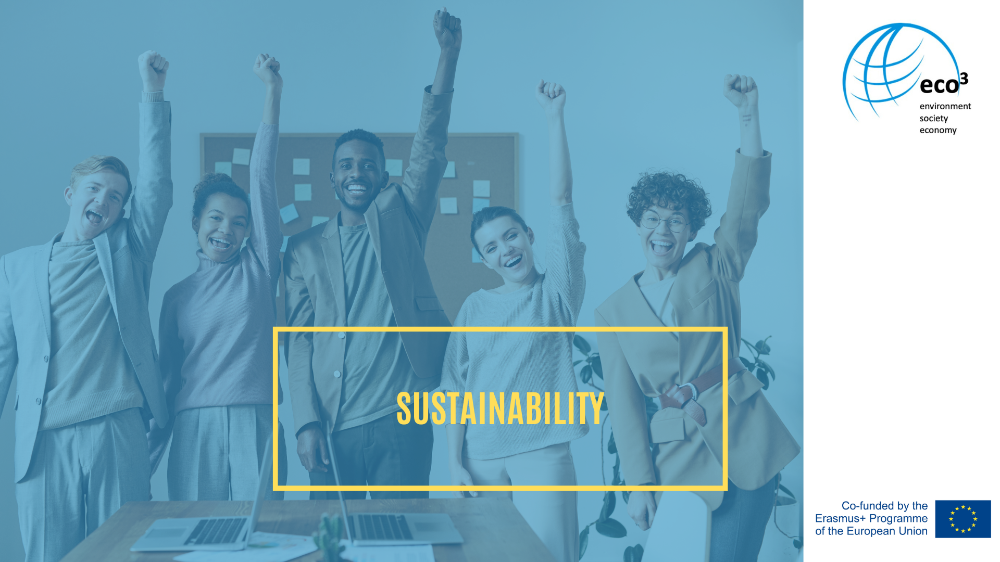 eco³
environment
society
economy
SUSTAINABILITY
Co-funded by the
Erasmus+ Programme
of the European Union